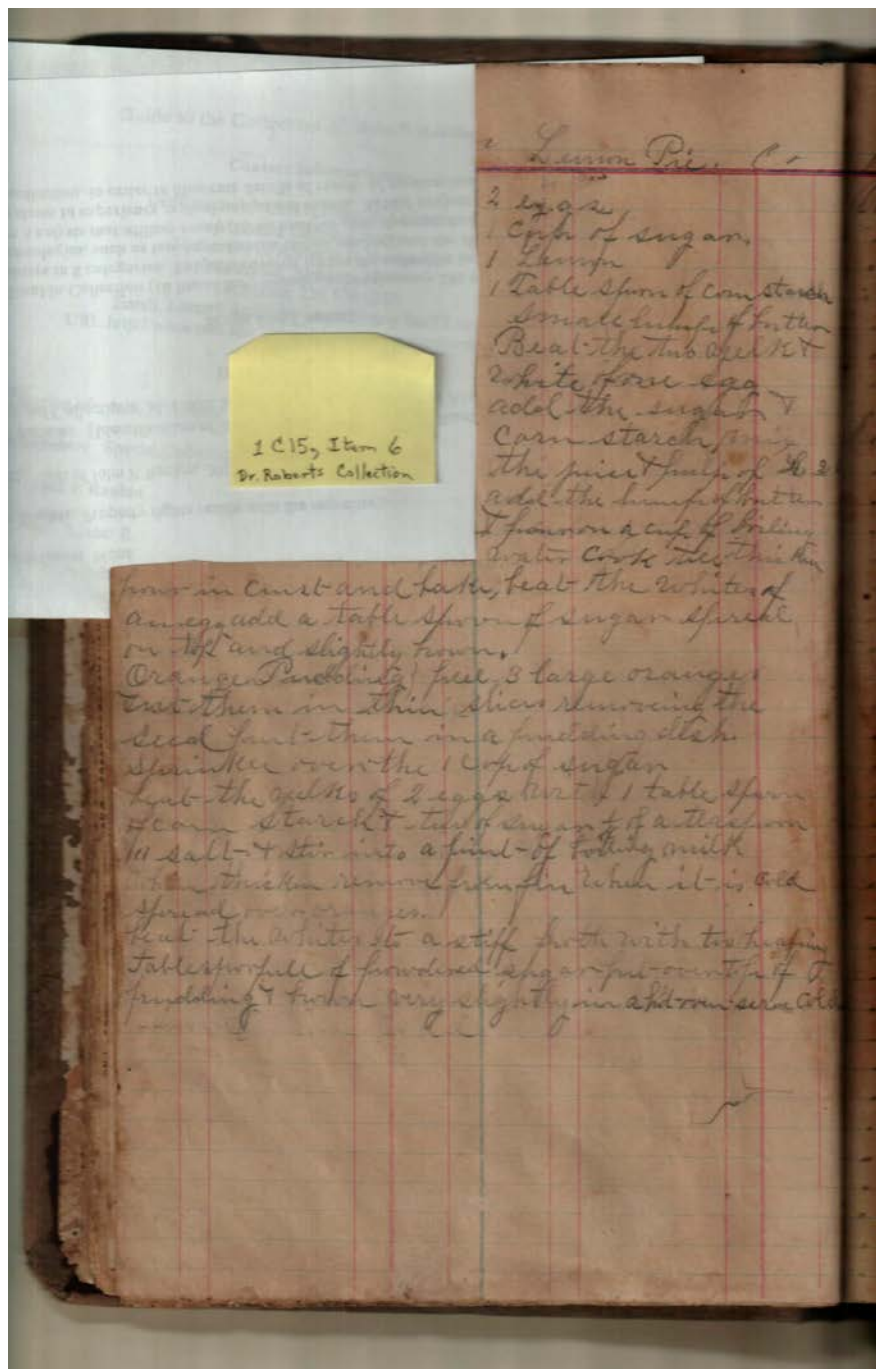 Lemon Pie
2 eggs
1 Cup of sugar
1 Lemon
1 Table spoon of corn starch
small lump of butter
Beat the two yelks &
white of one egg
add the sugar &
Corn starch
the juice & pulp of
add the lump butter
& pour on a cup of boiling
water Cook till thicken
pour in crust and bake, beat the whites of
an egg add a table spoon of sugar spread
on top and slightly brown.
Orange Pudding peel 3 large oranges
cut them in thin slices removing the
seed put them in a pudding dish
sprinkle over the 1 cup of sugar
beat the yelks of 2 eggs 1 table spoon
of corn starch & two of sugar of a teaspoon
salt & stir into a pint of boiling milk
when thicken remove from fire when it is cold
spread over oranges.
beat the whites to a stiff froth with two heaping
tablespoonfull of powdered sugar put over top of
pudding & brown very slightly in a hot oven serve Cold
1 C15, Item 6
Dr. Roberts Collection